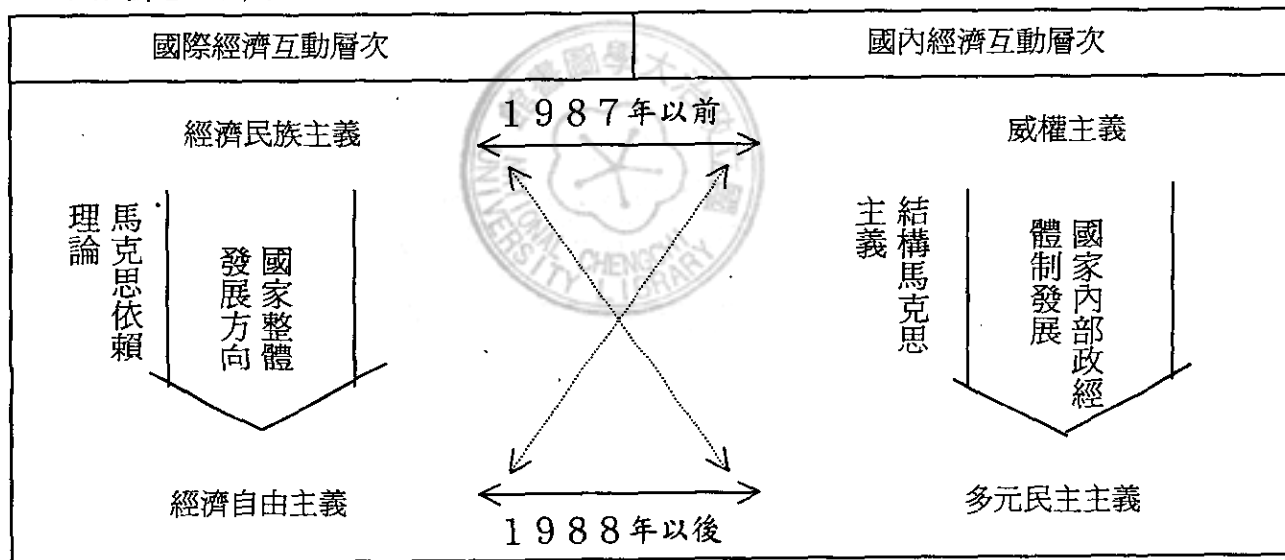 國際經濟互動層次
國內經濟互動層次
1987年以前
經濟民族主義
威權主義
馬克思依賴
理論
國家整體
發展方向
結構馬克思
主義
國家內部政經
體制發展
經濟自由主義
多元民主主義
1988年以後
NATIONAL CHENGCHI UNIVERSITY LIBRARY